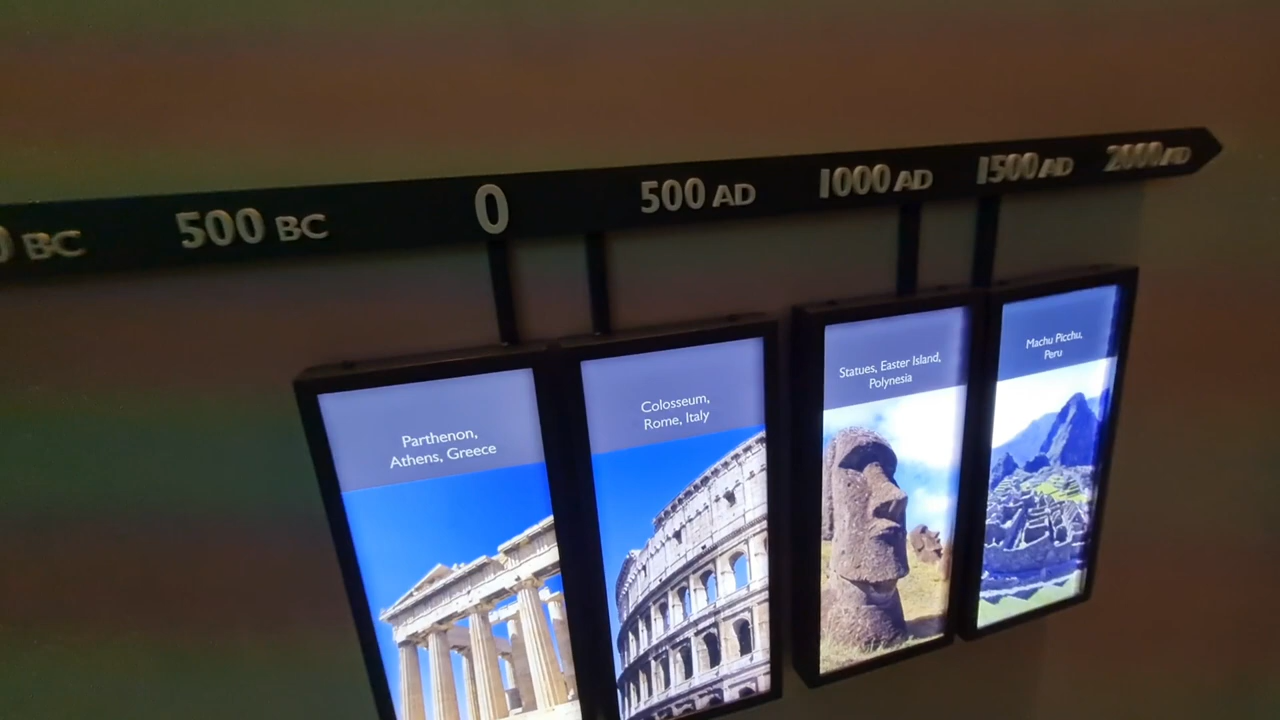 0 BC 500 BC 0 500 AD 1000 AD 1500 AD 2000 AD
Parthenon,
Athens, Greece
Colosseum,
Rome, Italy
Statues, Easter Island,
Polynesia
Machu Picchu,
Peru